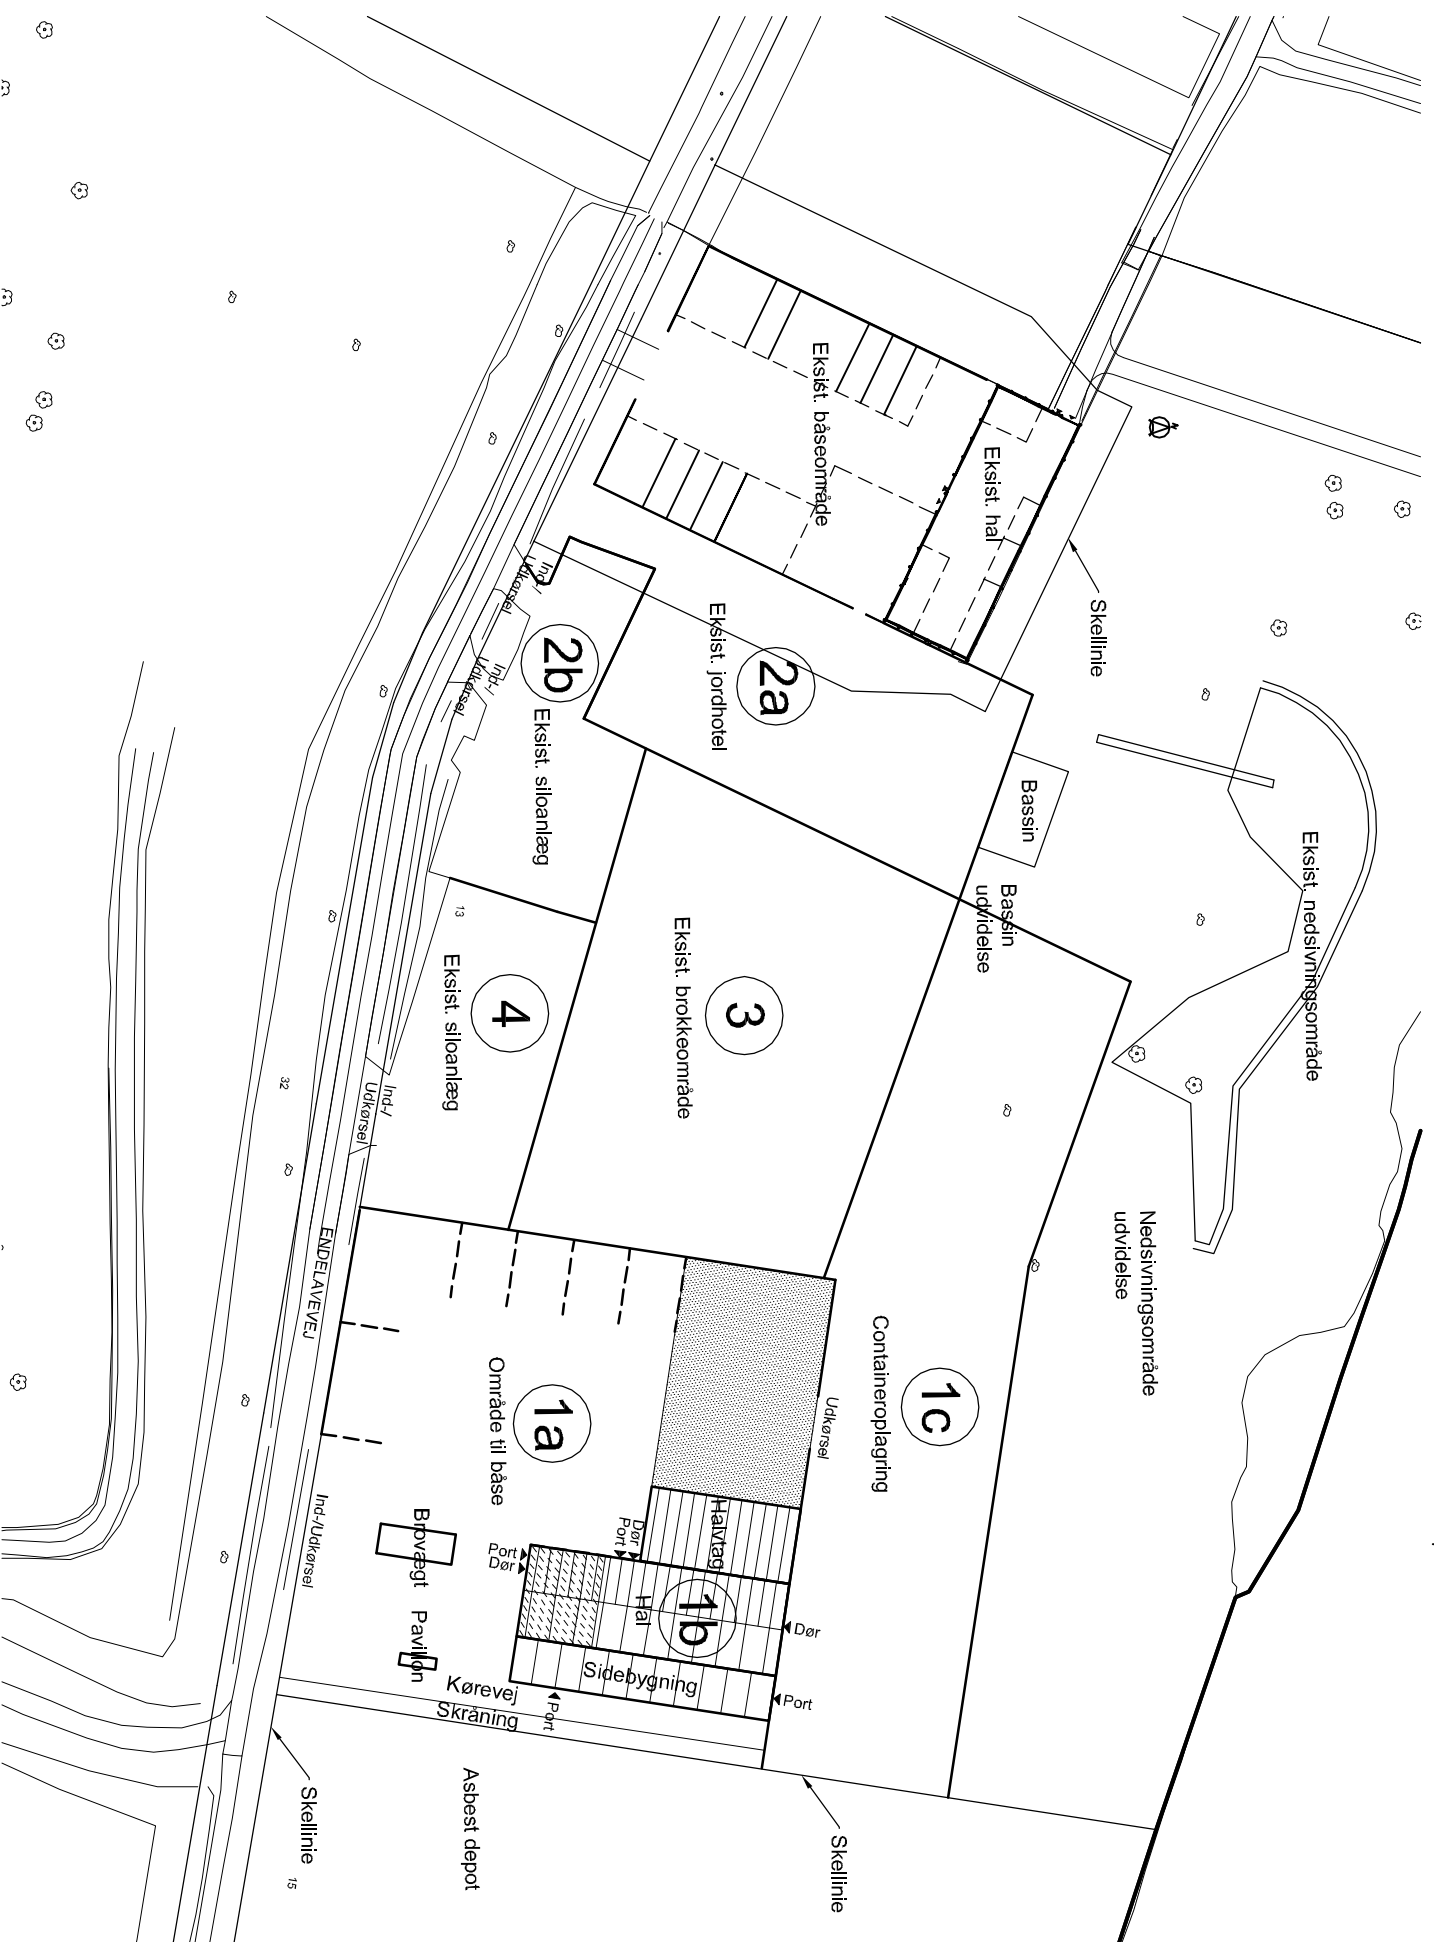 Eksist. båseområde
Eksist. hal
Skellinie
Ind-/
Udkørsel
Ind-/
Udkørsel
2b
Eksist. siloanlæg
2a
Eksist. jordhotel
Bassin
Bassin
udvidelse
Eksist. nedsivningsområde
N
13
4
Eksist. siloanlæg
3
Eksist. brokkeområde
32
Ind-/
Udkørsel
Nedsivningsområde
udvidelse
ENDELAVEVEJ
1a
Område til båse
1c
Containeroplagring
Udkørsel
Ind-/Udkørsel
Brovægt
Pavillon
Port
Dør
Dør
Port
Halvtag
1b
Hal
Dør
Sidebygning
Port
Port
Kørevej
Skråning
Asbest depot
Skellinie
15
Skellinie